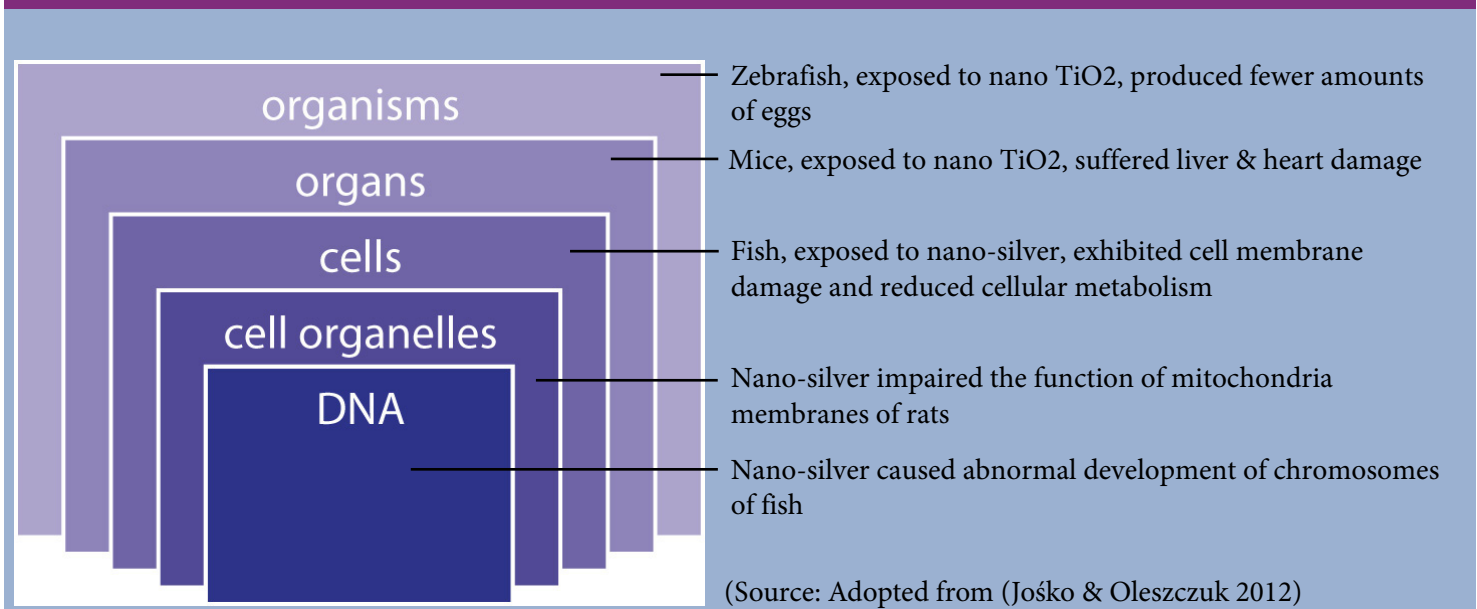 organisms
organs
cells
cell organelles
DNA
Zebrafish, exposed to nano TiO2, produced fewer amounts
of eggs
Mice, exposed to nano TiO2, suffered liver & heart damage
Fish, exposed to nano-silver, exhibited cell membrane
damage and reduced cellular metabolism
Nano-silver impaired the function of mitochondria
membranes of rats
Nano-silver caused abnormal development of chromosomes
of fish
(Source: Adopted from (Jośko & Oleszczuk 2012)